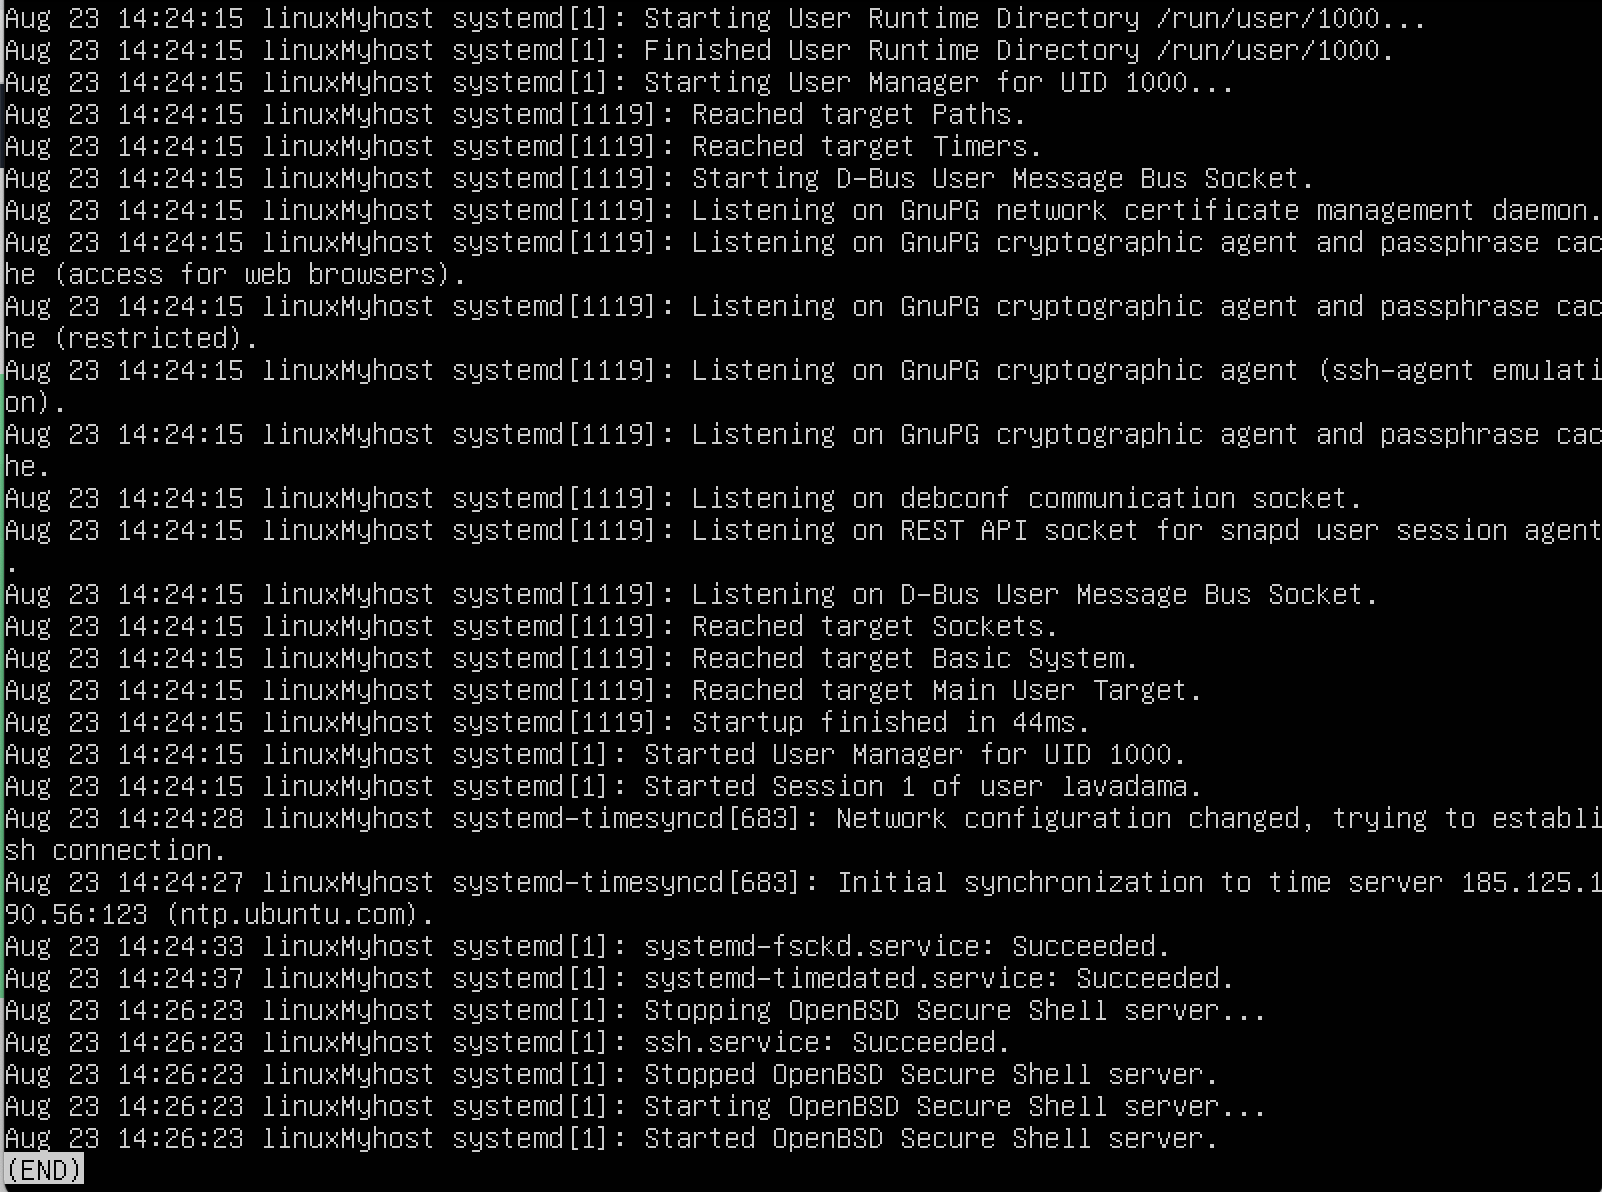 Aug 23 14:24:15 linuxMyhost systemd[1]: Starting User Runtime Directory /run/user/1000...
Aug 23 14:24:15 linuxMyhost systemd[1]: Finished User Runtime Directory /run/user/1000.
Aug 23 14:24:15 linuxMyhost systemd[1]: Starting User Manager for UID 1000...
Aug 23 14:24:15 linuxMyhost systemd[1119]: Reached target Paths.
Aug 23 14:24:15 linuxMyhost systemd[1119]: Reached target Timers.
Aug 23 14:24:15 linuxMyhost systemd[1119]: Starting D-Bus User Message Bus Socket.
Aug 23 14:24:15 linuxMyhost systemd[1119]: Listening on GnuPG network certificate management daemon.
Aug 23 14:24:15 linuxMyhost systemd[1119]: Listening on GnuPG cryptographic agent and passphrase cac
he (access for web browsers).
Aug 23 14:24:15 linuxMyhost systemd[1119]: Listening on GnuPG cryptographic agent and passphrase cac
he (restricted).
Aug 23 14:24:15 linuxMyhost systemd[1119]: Listening on GnuPG cryptographic agent (ssh-agent emulati
on).
Aug 23 14:24:15 linuxMyhost systemd[1119]: Listening on GnuPG cryptographic agent and passphrase cac
he.
Aug 23 14:24:15 linuxMyhost systemd[1119]: Listening on debconf communication socket.
Aug 23 14:24:15 linuxMyhost systemd[1119]: Listening on REST API socket for snapd user session agent
.
Aug 23 14:24:15 linuxMyhost systemd[1119]: Listening on D-Bus User Message Bus Socket.
Aug 23 14:24:15 linuxMyhost systemd[1119]: Reached target Sockets.
Aug 23 14:24:15 linuxMyhost systemd[1119]: Reached target Basic System.
Aug 23 14:24:15 linuxMyhost systemd[1119]: Reached target Main User Target.
Aug 23 14:24:15 linuxMyhost systemd[1119]: Startup finished in 44ms.
Aug 23 14:24:15 linuxMyhost systemd[1]: Started User Manager for UID 1000.
Aug 23 14:24:15 linuxMyhost systemd[1]: Started Session 1 of user lavadama.
Aug 23 14:24:28 linuxMyhost systemd-timesyncd[683]: Network configuration changed, trying to establi
sh connection.
Aug 23 14:24:27 linuxMyhost systemd-timesyncd[683]: Initial synchronization to time server 185.125.1
90.56:123 (ntp.ubuntu.com).
Aug 23 14:24:33 linuxMyhost systemd[1]: systemd-fsckd.service: Succeeded.
Aug 23 14:24:37 linuxMyhost systemd[1]: systemd-timedated.service: Succeeded.
Aug 23 14:26:23 linuxMyhost systemd[1]: Stopping OpenBSD Secure Shell server...
Aug 23 14:26:23 linuxMyhost systemd[1]: ssh.service: Succeeded.
Aug 23 14:26:23 linuxMyhost systemd[1]: Stopped OpenBSD Secure Shell server.
Aug 23 14:26:23 linuxMyhost systemd[1]: Starting OpenBSD Secure Shell server...
Aug 23 14:26:23 linuxMyhost systemd[1]: Started OpenBSD Secure Shell server.
(END)